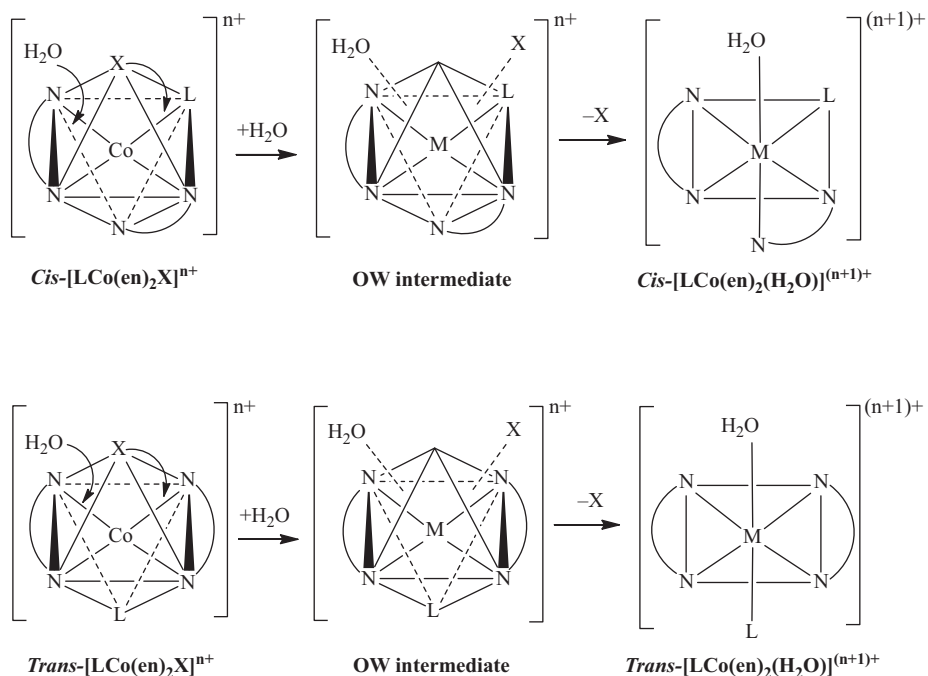 n+
H₂O
X
N
L
Co
N
N
N
+H₂O
n+
H₂O
X
N
L
M
N
N
N
–X
(n+1)+
H₂O
N
L
M
N
N
N
Cis-[LCo(en)₂X]ⁿ⁺
OW intermediate
Cis-[LCo(en)₂(H₂O)]⁽ⁿ⁺¹⁾⁺
n+
H₂O
X
N
N
Co
N
N
L
+H₂O
n+
H₂O
X
N
N
M
N
N
L
–X
(n+1)+
H₂O
N
N
M
N
N
L
Trans-[LCo(en)₂X]ⁿ⁺
OW intermediate
Trans-[LCo(en)₂(H₂O)]⁽ⁿ⁺¹⁾⁺